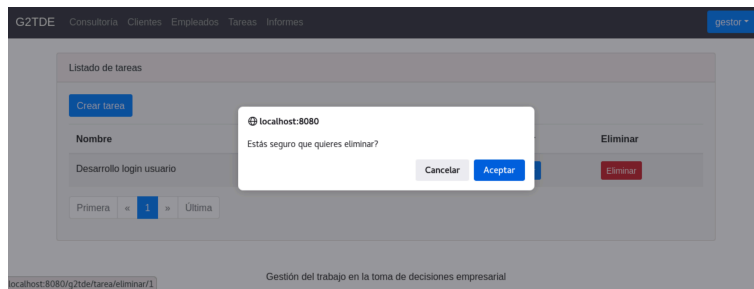 G2TDE Consultoría Clientes Empleados Tareas Informes gestor
Listado de tareas
Crear tarea
localhost:8080
Estás seguro que quieres eliminar?
Cancelar Aceptar
Nombre Eliminar
Desarrollo login usuario Eliminar
Primera « 1 » Última
Gestión del trabajo en la toma de decisiones empresarial
localhost:8080/g2tde/tarea/eliminar/1